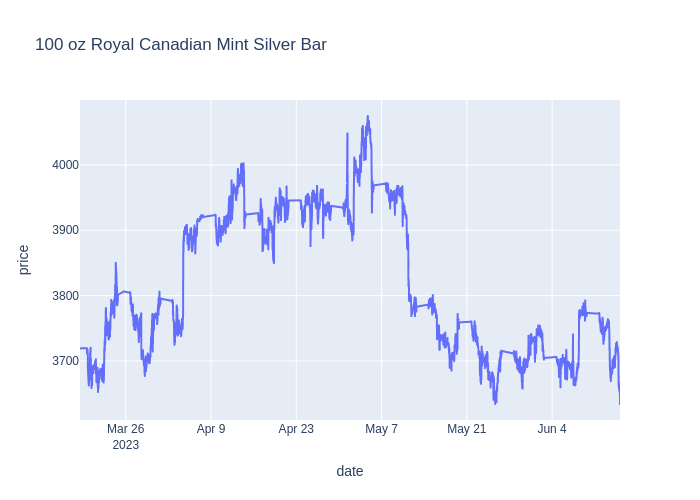 100 oz Royal Canadian Mint Silver Bar
4000
3900
3800
3700
price
Mar 26
2023
Apr 9
Apr 23
May 7
May 21
Jun 4
date